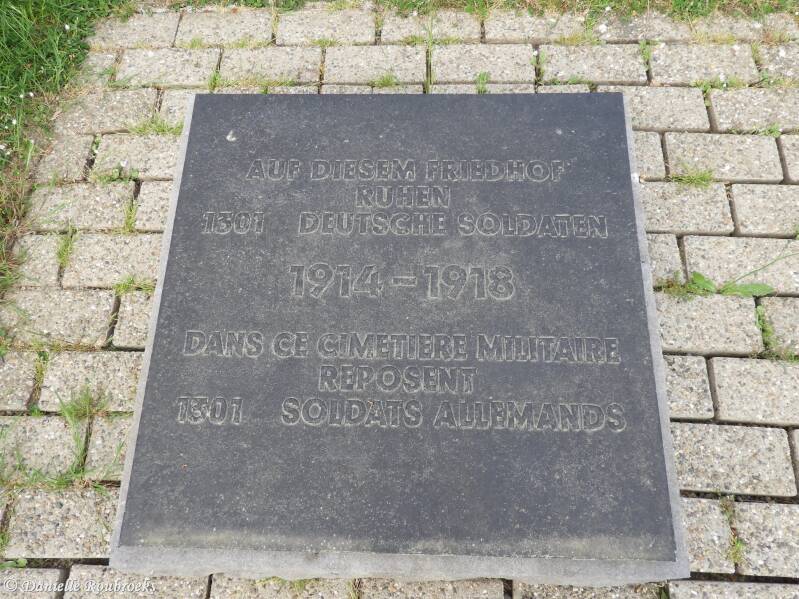 AUF DIESEM FRIEDHOF
RUHEN
1301 DEUTSCHE SOLDATEN
1914-1918
DANS CE CIMETIERE MILITAIRE
REPOSENT
1301 SOLDATS ALLEMANDS
© Danielle Roubroeks